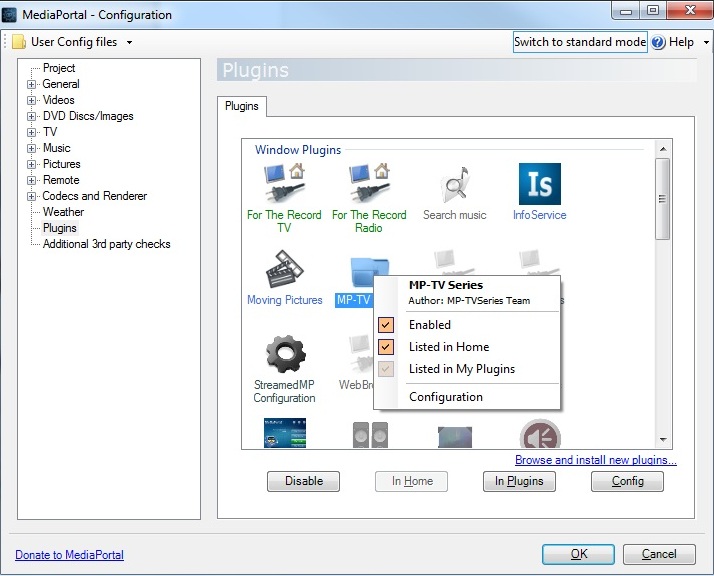 MediaPortal - Configuration
User Config files
Switch to standard mode
Help
Project
General
Videos
DVD Discs/Images
TV
Music
Pictures
Remote
Codecs and Renderer
Weather
Plugins
Additional 3rd party checks
Plugins
Plugins
Window Plugins
For The Record
TV
For The Record
Radio
Search music
Is
InfoService
Moving Pictures
MP-TV
MP-TV Series
Author: MP-TVSeries Team
Enabled
Listed in Home
Listed in My Plugins
Configuration
StreamedMP
Configuration
WebBro
Browse and install new plugins...
Disable
In Home
In Plugins
Config
Donate to MediaPortal
OK
Cancel